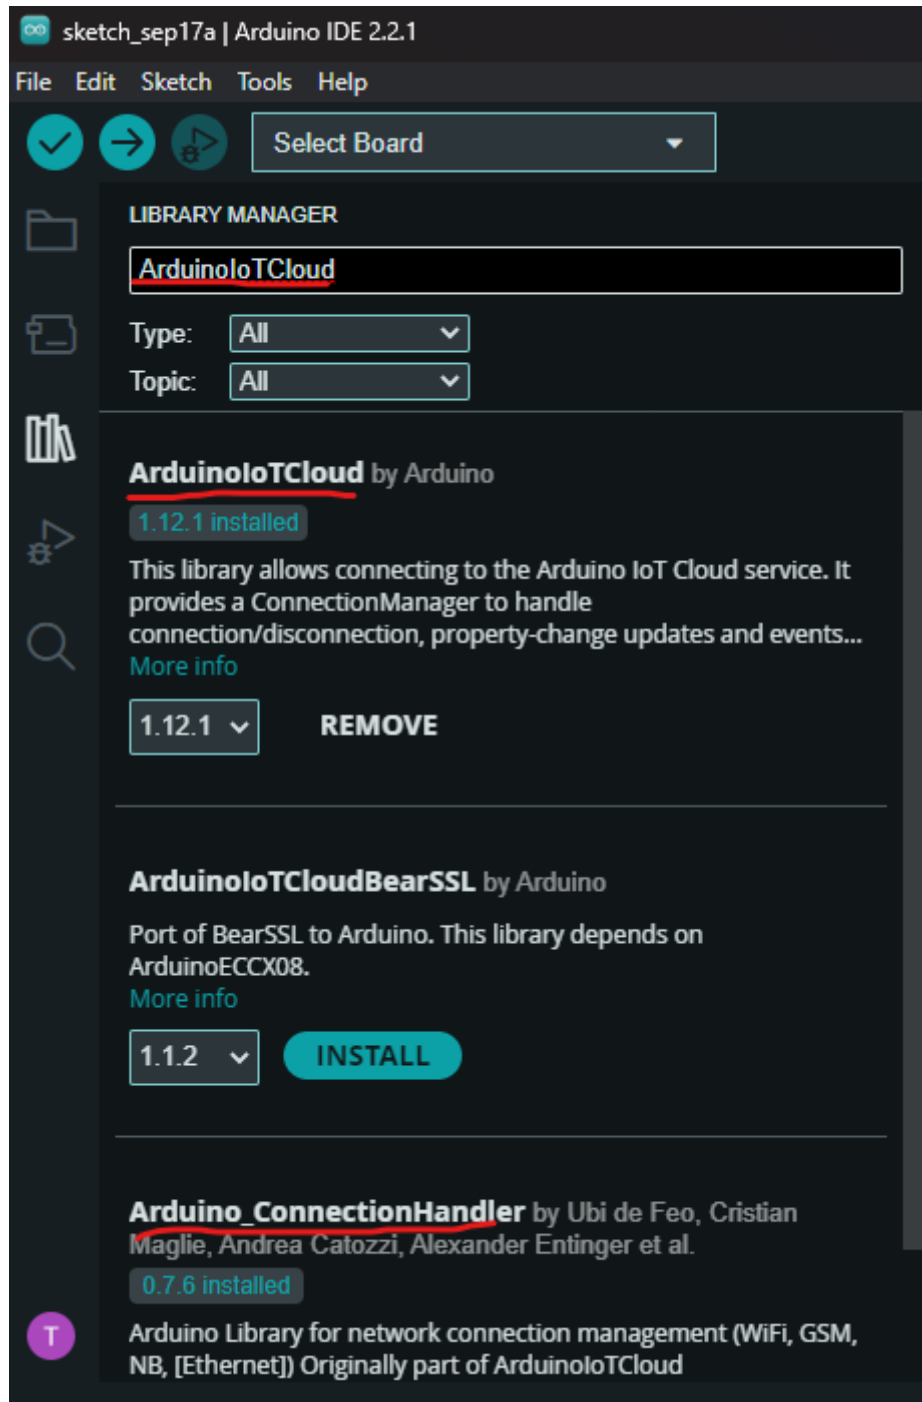 sketch_sep17a | Arduino IDE 2.2.1
File Edit Sketch Tools Help
Select Board
LIBRARY MANAGER
ArduinoIoTCloud
Type: All
Topic: All
ArduinoIoTCloud by Arduino
1.12.1 installed
This library allows connecting to the Arduino IoT Cloud service. It
provides a ConnectionManager to handle
connection/disconnection, property-change updates and events...
More info
1.12.1 REMOVE
ArduinoIoTCloudBearSSL by Arduino
Port of BearSSL to Arduino. This library depends on
ArduinoECCX08.
More info
1.1.2 INSTALL
Arduino_ConnectionHandler by Ubi de Feo, Cristian
Maglie, Andrea Catozzi, Alexander Entinger et al.
0.7.6 installed
T
Arduino Library for network connection management (WiFi, GSM,
NB, [Ethernet]) Originally part of ArduinoIoTCloud